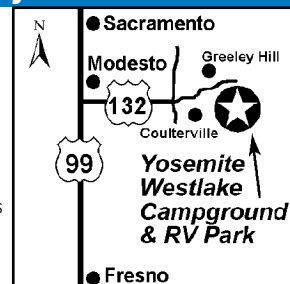 Sacramento
N
Greeley Hill
Modesto
132
Coulterville
99
Yosemite
Westlake
Campground
& RV Park
Fresno